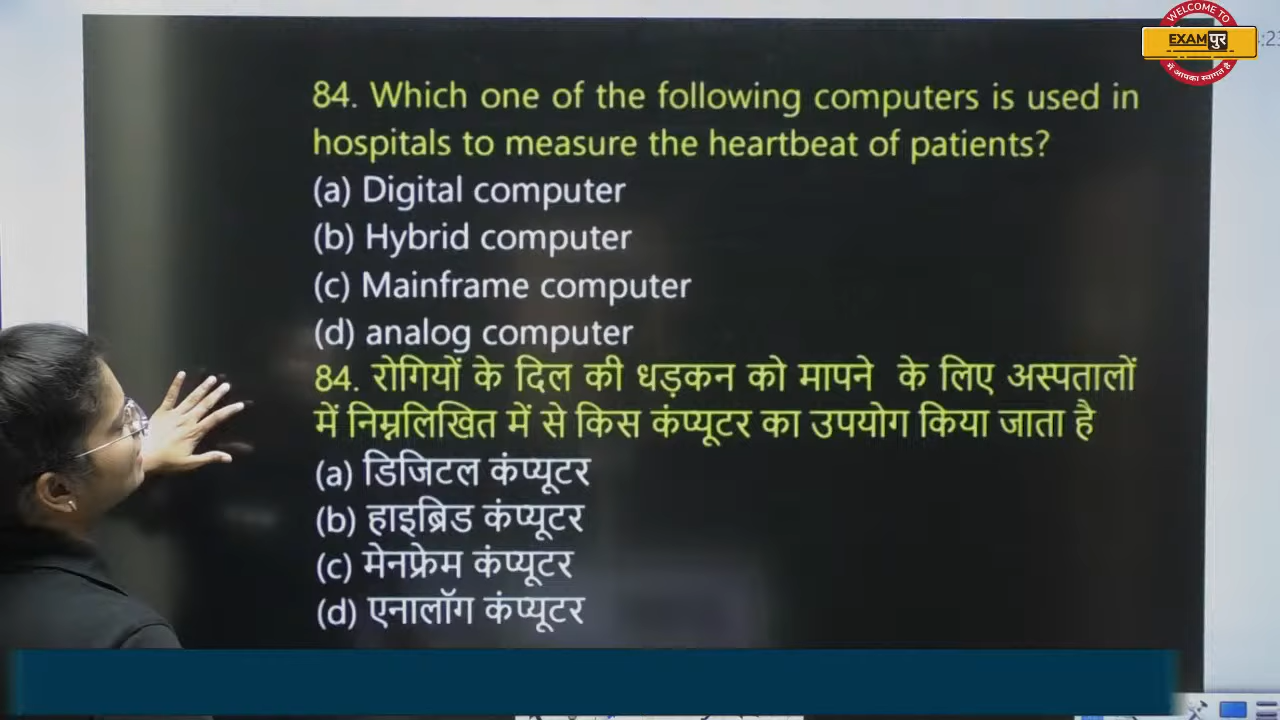 WELCOME TO
EXAMपुर
में आपका स्वागत है
84. Which one of the following computers is used in
hospitals to measure the heartbeat of patients?
(a) Digital computer
(b) Hybrid computer
(c) Mainframe computer
(d) analog computer
84. रोगियों के दिल की धड़कन को मापने के लिए अस्पतालों
में निम्नलिखित में से किस कंप्यूटर का उपयोग किया जाता है
(a) डिजिटल कंप्यूटर
(b) हाइब्रिड कंप्यूटर
(c) मेनफ्रेम कंप्यूटर
(d) एनालॉग कंप्यूटर